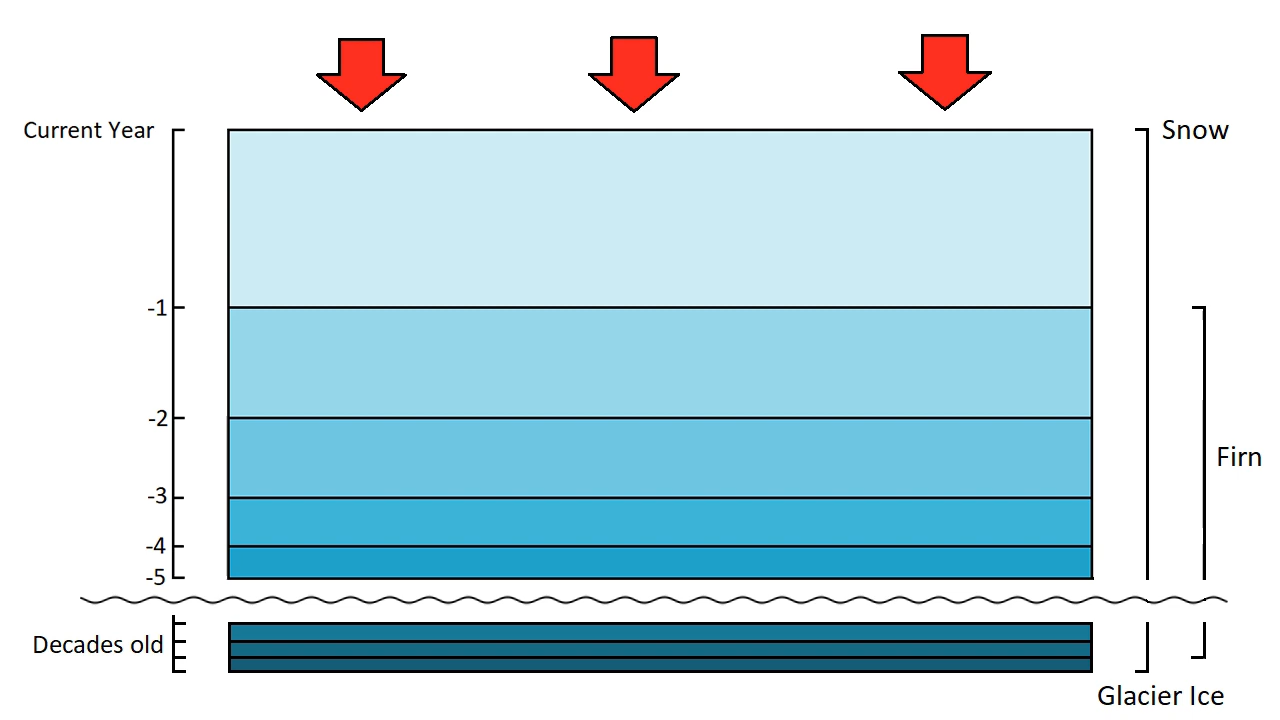 Current Year
Snow
-1
-2
Firn
-3
-4
-5
Decades old
Glacier Ice